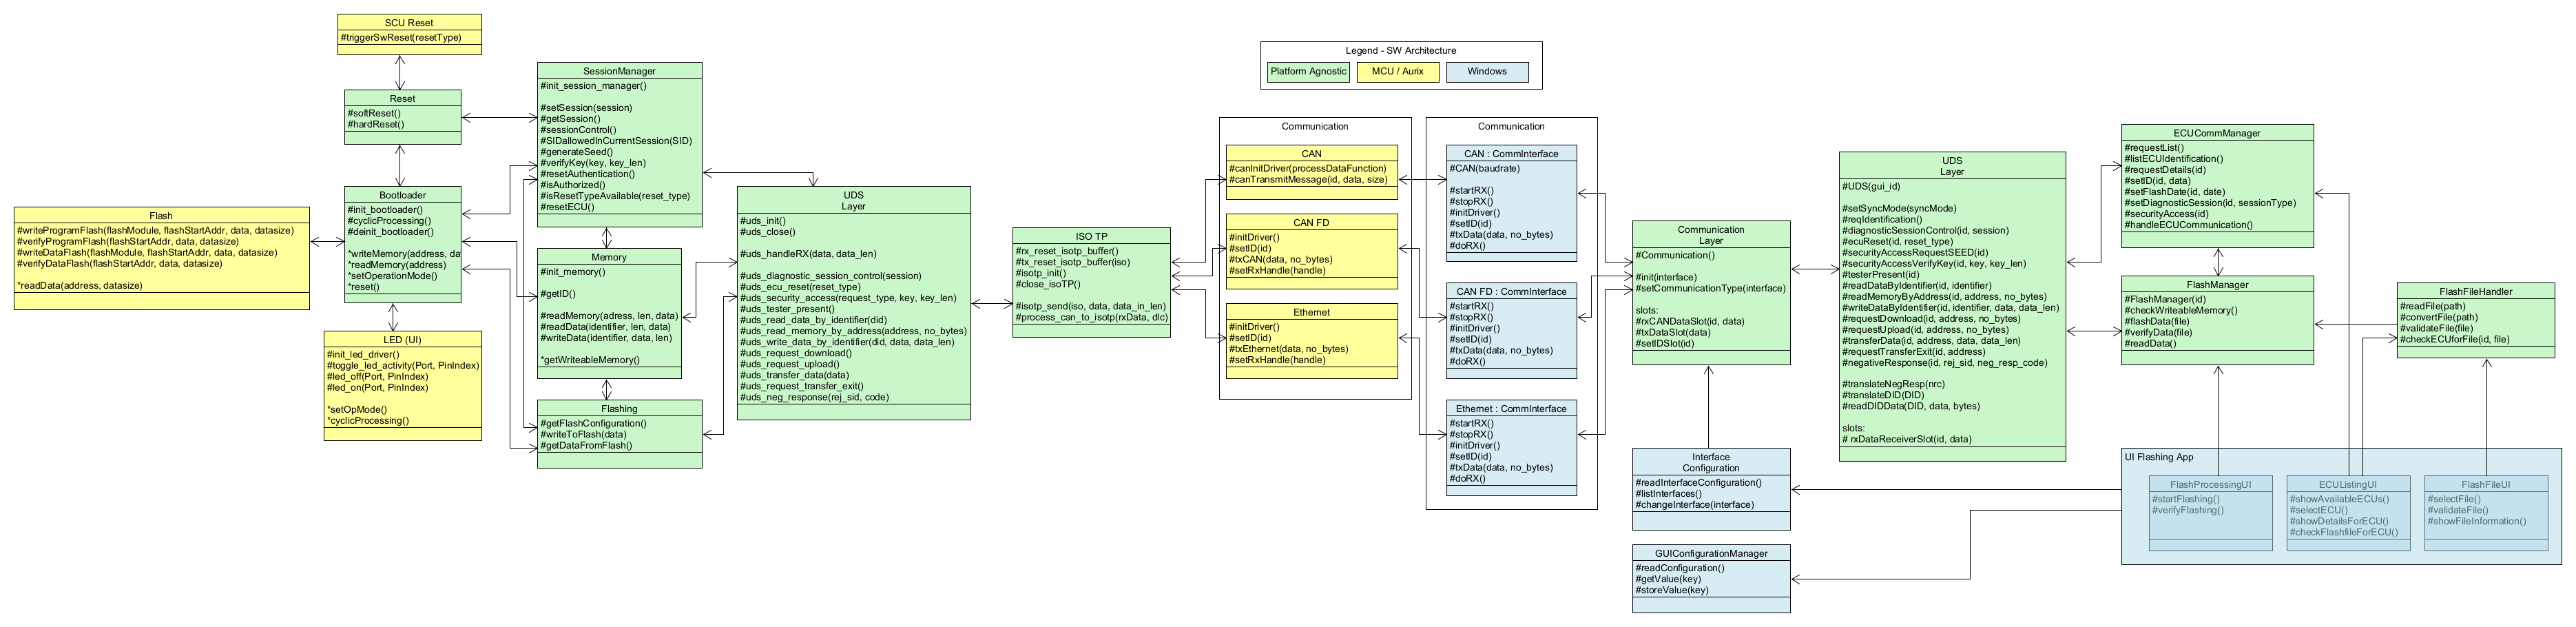 SCU Reset
#triggerSwReset(resetType)
Reset
#softReset()
#hardReset()
Bootloader
#init_bootloader()
#cyclicProcessing()
#deinit_bootloader()
*writeMemory(address, da
*readMemory(address)
*setOperationMode()
*reset()
Flash
#writeProgramFlash(flashModule, flashStartAddr, data, datasize)
#verifyProgramFlash(flashStartAddr, data, datasize)
#writeDataFlash(flashModule, flashStartAddr, data, datasize)
#verifyDataFlash(flashStartAddr, data, datasize)
*readData(address, datasize)
LED (UI)
#init_led_driver()
#toggle_led_activity(Port, PinIndex)
#led_off(Port, PinIndex)
#led_on(Port, PinIndex)
*setOpMode()
*cyclicProcessing()
SessionManager
#init_session_manager()
#setSession(session)
#getSession()
#sessionControl()
#SIDallowedInCurrentSession(SID)
#generateSeed()
#verifyKey(key, key_len)
#resetAuthentication()
#isAuthorized()
#isResetTypeAvailable(reset_type)
#resetECU()
Memory
#init_memory()
#getID()
#readMemory(adress, len, data)
#readData(identifier, len, data)
#writeData(identifier, data, len)
*getWriteableMemory()
Flashing
#getFlashConfiguration()
#writeToFlash(data)
#getDataFromFlash()
UDS
Layer
#uds_init()
#uds_close()
#uds_handleRX(data, data_len)
#uds_diagnostic_session_control(session)
#uds_ecu_reset(reset_type)
#uds_security_access(request_type, key, key_len)
#uds_tester_present()
#uds_read_data_by_identifier(did)
#uds_read_memory_by_address(address, no_bytes)
#uds_write_data_by_identifier(did, data, data_len)
#uds_request_download()
#uds_request_upload()
#uds_transfer_data(data)
#uds_request_transfer_exit()
#uds_neg_response(rej_sid, code)
ISO TP
#rx_reset_isotp_buffer()
#tx_reset_isotp_buffer(iso)
#isotp_init()
#close_isoTP()
#isotp_send(iso, data, data_in_len)
#process_can_to_isotp(rxData, dlc)
Legend - SW Architecture
Platform Agnostic
MCU / Aurix
Windows
Communication
CAN
#canInitDriver(processDataFunction)
#canTransmitMessage(id, data, size)
CAN FD
#initDriver()
#setID(id)
#txCAN(data, no_bytes)
#setRxHandle(handle)
Ethernet
#initDriver()
#setID(id)
#txEthernet(data, no_bytes)
#setRxHandle(handle)
Communication
CAN : CommInterface
#CAN(baudrate)
#startRX()
#stopRX()
#initDriver()
#setID(id)
#txData(data, no_bytes)
#doRX()
CAN FD : CommInterface
#startRX()
#stopRX()
#initDriver()
#setID(id)
#txData(data, no_bytes)
#doRX()
Ethernet : CommInterface
#startRX()
#stopRX()
#initDriver()
#setID(id)
#txData(data, no_bytes)
#doRX()
Communication
Layer
#Communication()
#init(interface)
#setCommunicationType(interface)
slots:
#rxCANDataSlot(id, data)
#txDataSlot(data)
#setIDSlot(id)
Interface
Configuration
#readInterfaceConfiguration()
#listInterfaces()
#changeInterface(interface)
GUIConfigurationManager
#readConfiguration()
#getValue(key)
#storeValue(key)
UDS
Layer
#UDS(gui_id)
#setSyncMode(syncMode)
#reqIdentification()
#diagnosticSessionControl(id, session)
#ecuReset(id, reset_type)
#securityAccessRequestSEED(id)
#securityAccessVerifyKey(id, key, key_len)
#testerPresent(id)
#readDataByIdentifier(id, identifier)
#readMemoryByAddress(id, address, no_bytes)
#writeDataByIdentifier(id, identifier, data, data_len)
#requestDownload(id, address, no_bytes)
#requestUpload(id, address, no_bytes)
#transferData(id, address, data, data_len)
#requestTransferExit(id, address)
#negativeResponse(id, rej_sid, neg_resp_code)
#translateNegResp(nrc)
#translateDID(DID)
#readDIDData(DID, data, bytes)
slots:
# rxDataReceiverSlot(id, data)
ECUCommManager
#requestList()
#listECUIdentification()
#requestDetails(id)
#setID(id, data)
#setFlashDate(id, date)
#setDiagnosticSession(id, sessionType)
#securityAccess(id)
#handleECUCommunication()
FlashManager
#FlashManager(id)
#checkWriteableMemory()
#flashData(file)
#verifyData(file)
#readData()
FlashFileHandler
#readFile(path)
#convertFile(path)
#validateFile(file)
#checkECUforFile(id, file)
UI Flashing App
FlashProcessingUI
#startFlashing()
#verifyFlashing()
ECUListingUI
#showAvailableECUs()
#selectECU()
#showDetailsForECU()
#checkFlashfileForECU()
FlashFileUI
#selectFile()
#validateFile()
#showFileInformation()